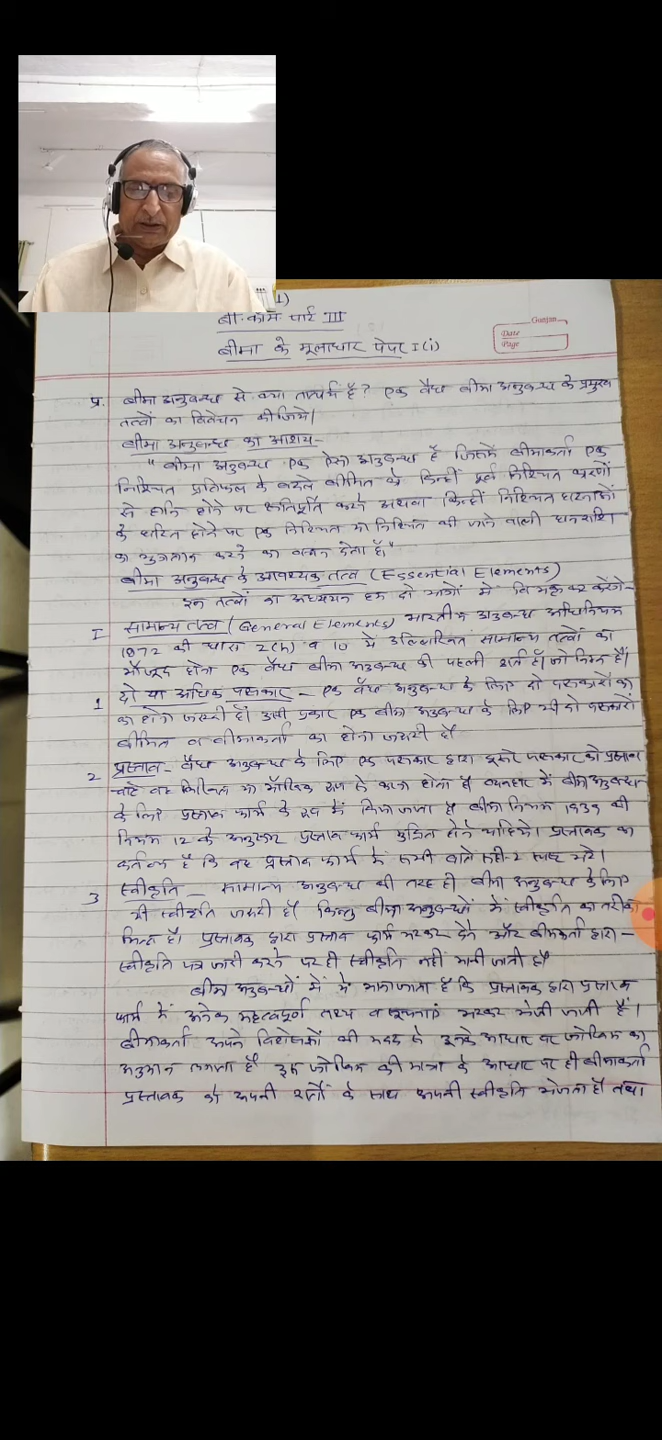 1)
बी. कॉम. पार्ट III
बीमा के मूलाधार पेपर I(i)
Gunjan
Date
Page
प्र. बीमा अनुबन्ध से क्या तात्पर्य है? एक वैध बीमा अनुबन्ध के प्रमुख
तत्वों का विवेचन कीजिये।
बीमा अनुबन्ध का आशय-
"बीमा अनुबन्ध एक ऐसा अनुबन्ध है जिसमें बीमाकर्ता एक
निश्चित प्रतिफल के बदले बीमित को किन्हीं पूर्व निश्चित कारणों
से हानि होने पर क्षतिपूर्ति करने अथवा किन्हीं निश्चित घटनाओं
के घटित होने पर एक निश्चित या निश्चित की जाने वाली धनराशि
का भुगतान करने का वचन देता है।"
बीमा अनुबन्ध के आवश्यक तत्व (Essential Elements)
इन तत्वों का अध्ययन हम दो भागों में विभक्त कर करेंगे-
I सामान्य तत्व (General Elements) भारतीय अनुबन्ध अधिनियम
1872 की धारा 2(h) व 10 में उल्लिखित सामान्य तत्वों का
मौजूद होना एक वैध बीमा अनुबन्ध की पहली शर्त है। जो निम्न हैं।
1 दो या अधिक पक्षकार - एक वैध अनुबन्ध के लिए दो पक्षकारों का
का होना जरूरी है। उसी प्रकार एक बीमा अनुबन्ध के लिए भी दो पक्षकारों
बीमित व बीमाकर्ता का होना जरूरी है।
2 प्रस्ताव - वैध अनुबन्ध के लिए एक पक्षकार द्वारा दूसरे पक्षकार को प्रस्ताव
चाहे वह लिखित या मौखिक रूप से करना होता है व्यवहार में बीमा अनुबन्ध
के लिए प्रस्ताव फार्म के रूप में किया जाता है बीमा नियम 1939 की
नियम 12 के अनुसार प्रस्ताव फार्म मुद्रित होने चाहिये। प्रस्तावक का
कर्तव्य है कि वह प्रस्ताव फार्म में सभी बातें सही-2 स्पष्ट भरे।
3 स्वीकृति - सामान्य अनुबन्ध की तरह ही बीमा अनुबन्ध के लिए
भी स्वीकृति जरूरी है। किन्तु बीमा अनुबन्धों में स्वीकृति का तरीका
भिन्न है। प्रस्तावक द्वारा प्रस्ताव फार्म भरकर देने और बीमाकर्ता द्वारा -
स्वीकृति पत्र जारी करने पर ही स्वीकृति नहीं मानी जाती है।
बीमा अनुबन्धों में ये माना जाता है कि प्रस्तावक द्वारा प्रस्ताव
फार्म में अनेक महत्वपूर्ण तथ्य व सूचनाएं भरकर भेजी जाती हैं।
बीमाकर्ता अपने विशेषज्ञों की मदद से उनके आधार पर जोखिम का
अनुमान लगाता है इस जोखिम की मात्रा के आधार पर ही बीमाकर्ता
प्रस्तावक को अपनी शर्तों के साथ अपनी स्वीकृति भेजता है तथा